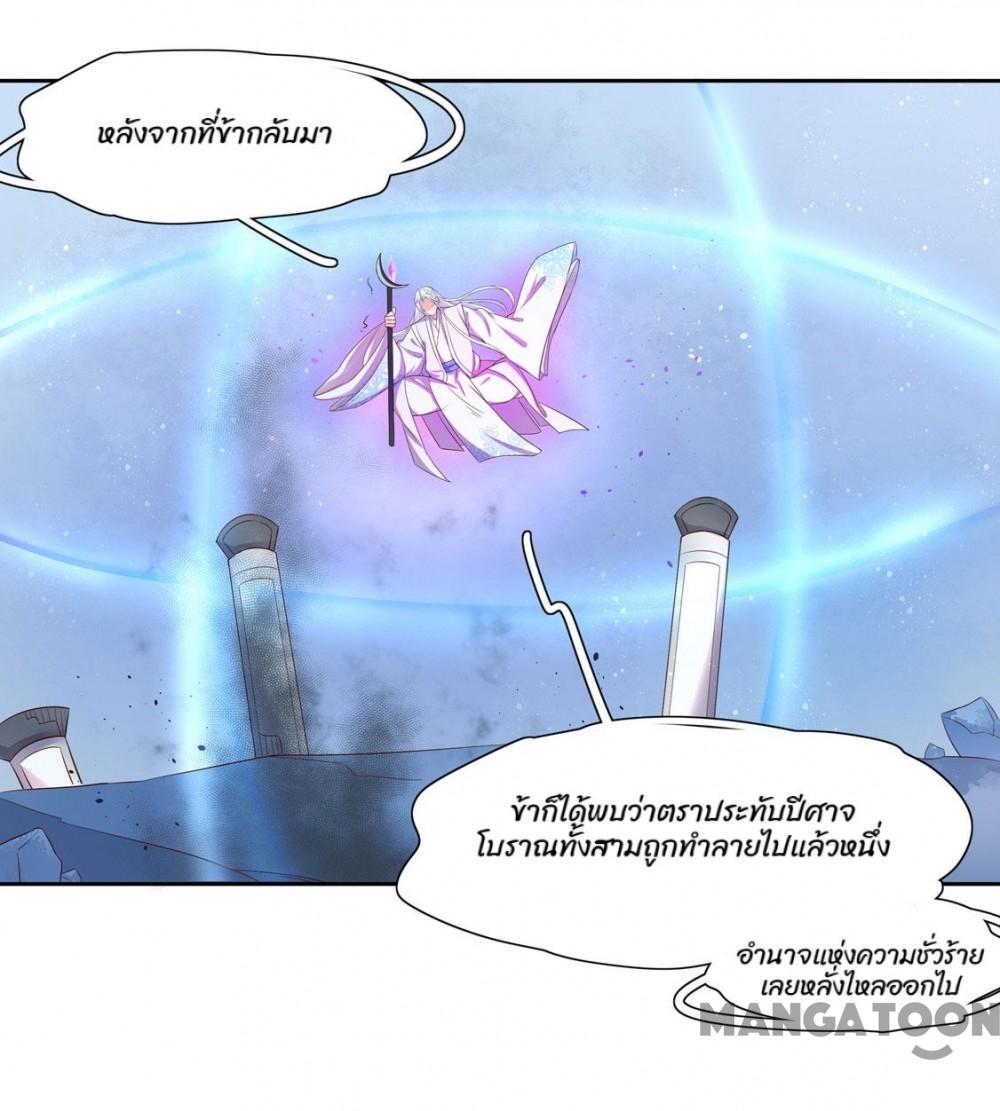 หลังจากที่ข้ากลับมา
ข้าก็ได้พบว่าตราประทับปีศาจ
โบราณทั้งสามถูกทำลายไปแล้วหนึ่ง
อำนาจแห่งความชั่วร้าย
เลยหลั่งไหลออกไป
MANGATOON